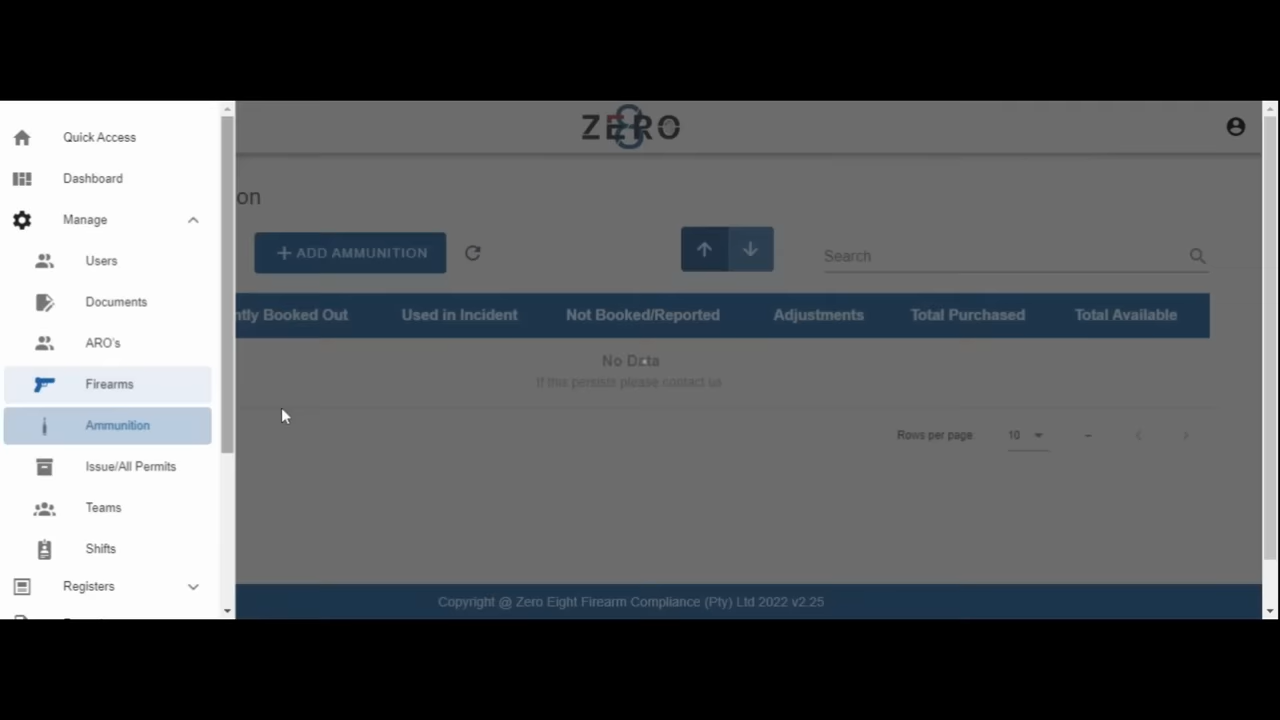 Quick Access
Dashboard
Manage
Users
Documents
ARO's
Firearms
Ammunition
Issue/All Permits
Teams
Shifts
Registers
ZERO
8
on
+ ADD AMMUNITION
Search
ntly Booked Out Used in Incident Not Booked/Reported Adjustments Total Purchased Total Available
No Data
If this persists please contact us
Rows per page 10 –
Copyright @ Zero Eight Firearm Compliance (Pty) Ltd 2022 v2.25